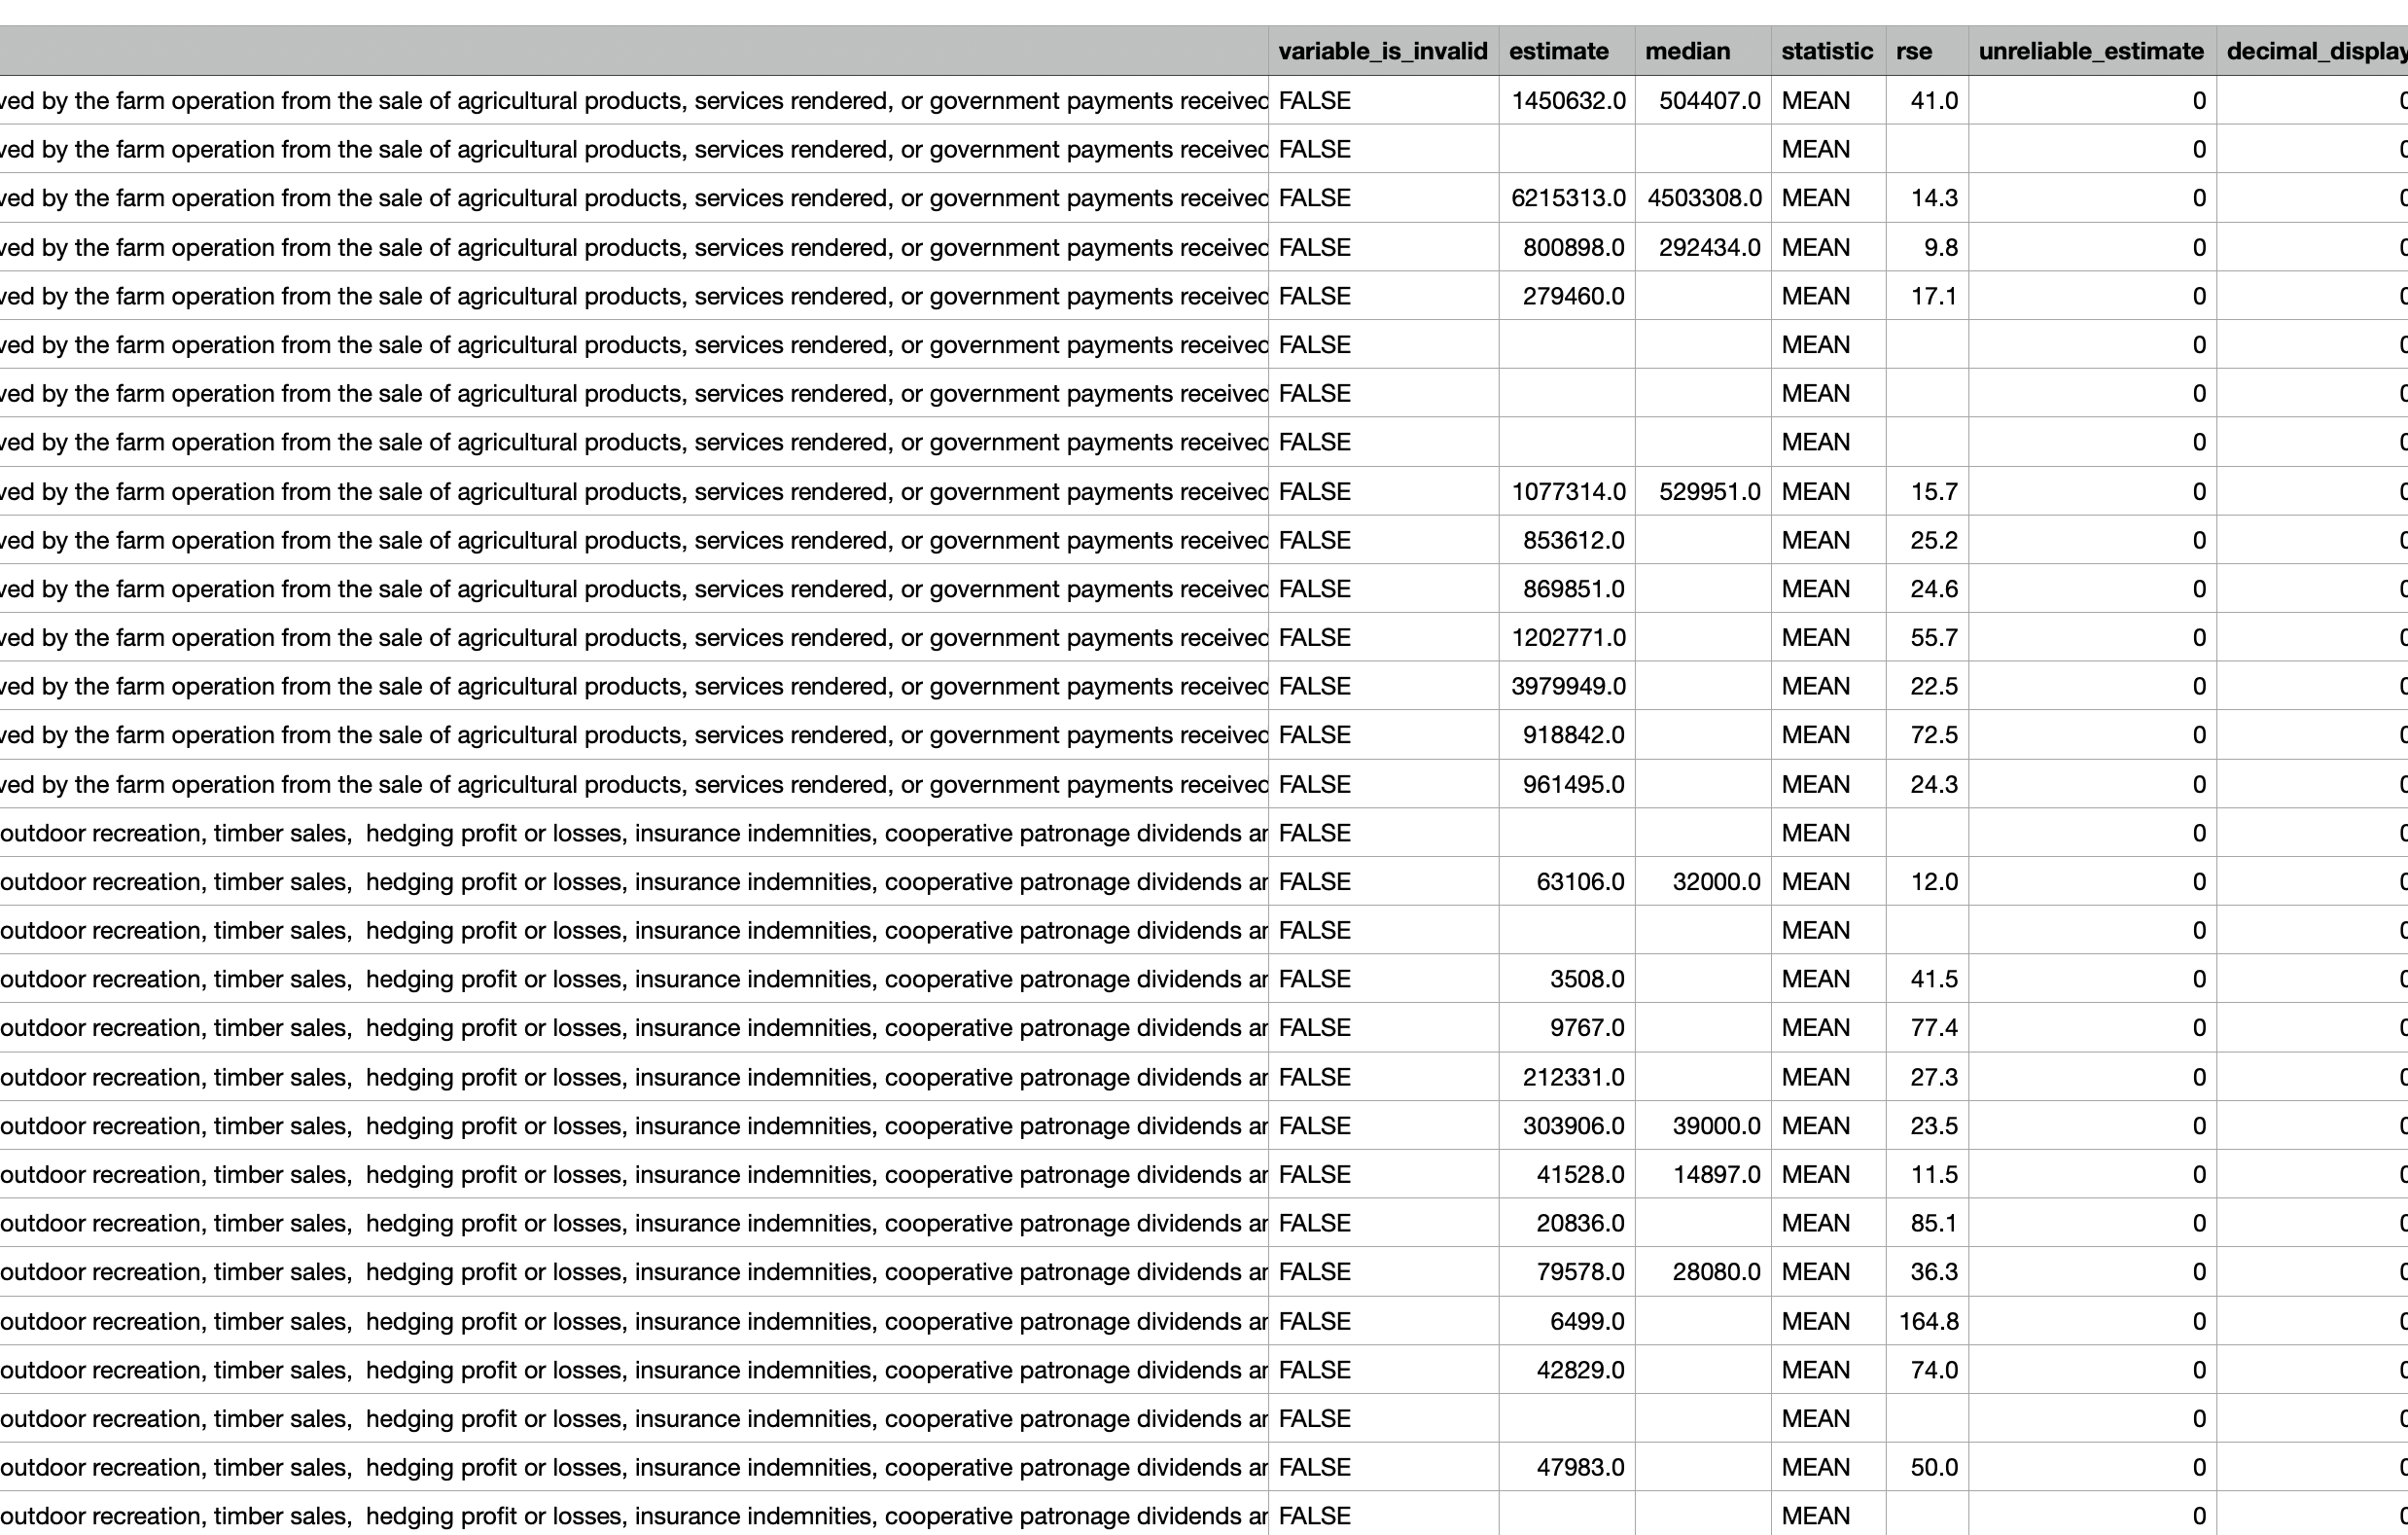 variable_is_invalid estimate median statistic rse unreliable_estimate decimal_display
ved by the farm operation from the sale of agricultural products, services rendered, or government payments received FALSE 1450632.0 504407.0 MEAN 41.0 0 0
ved by the farm operation from the sale of agricultural products, services rendered, or government payments received FALSE MEAN 0 0
ved by the farm operation from the sale of agricultural products, services rendered, or government payments received FALSE 6215313.0 4503308.0 MEAN 14.3 0 0
ved by the farm operation from the sale of agricultural products, services rendered, or government payments received FALSE 800898.0 292434.0 MEAN 9.8 0 0
ved by the farm operation from the sale of agricultural products, services rendered, or government payments received FALSE 279460.0 MEAN 17.1 0 0
ved by the farm operation from the sale of agricultural products, services rendered, or government payments received FALSE MEAN 0 0
ved by the farm operation from the sale of agricultural products, services rendered, or government payments received FALSE MEAN 0 0
ved by the farm operation from the sale of agricultural products, services rendered, or government payments received FALSE MEAN 0 0
ved by the farm operation from the sale of agricultural products, services rendered, or government payments received FALSE 1077314.0 529951.0 MEAN 15.7 0 0
ved by the farm operation from the sale of agricultural products, services rendered, or government payments received FALSE 853612.0 MEAN 25.2 0 0
ved by the farm operation from the sale of agricultural products, services rendered, or government payments received FALSE 869851.0 MEAN 24.6 0 0
ved by the farm operation from the sale of agricultural products, services rendered, or government payments received FALSE 1202771.0 MEAN 55.7 0 0
ved by the farm operation from the sale of agricultural products, services rendered, or government payments received FALSE 3979949.0 MEAN 22.5 0 0
ved by the farm operation from the sale of agricultural products, services rendered, or government payments received FALSE 918842.0 MEAN 72.5 0 0
ved by the farm operation from the sale of agricultural products, services rendered, or government payments received FALSE 961495.0 MEAN 24.3 0 0
outdoor recreation, timber sales,  hedging profit or losses, insurance indemnities, cooperative patronage dividends ar FALSE MEAN 0 0
outdoor recreation, timber sales,  hedging profit or losses, insurance indemnities, cooperative patronage dividends ar FALSE 63106.0 32000.0 MEAN 12.0 0 0
outdoor recreation, timber sales,  hedging profit or losses, insurance indemnities, cooperative patronage dividends ar FALSE MEAN 0 0
outdoor recreation, timber sales,  hedging profit or losses, insurance indemnities, cooperative patronage dividends ar FALSE 3508.0 MEAN 41.5 0 0
outdoor recreation, timber sales,  hedging profit or losses, insurance indemnities, cooperative patronage dividends ar FALSE 9767.0 MEAN 77.4 0 0
outdoor recreation, timber sales,  hedging profit or losses, insurance indemnities, cooperative patronage dividends ar FALSE 212331.0 MEAN 27.3 0 0
outdoor recreation, timber sales,  hedging profit or losses, insurance indemnities, cooperative patronage dividends ar FALSE 303906.0 39000.0 MEAN 23.5 0 0
outdoor recreation, timber sales,  hedging profit or losses, insurance indemnities, cooperative patronage dividends ar FALSE 41528.0 14897.0 MEAN 11.5 0 0
outdoor recreation, timber sales,  hedging profit or losses, insurance indemnities, cooperative patronage dividends ar FALSE 20836.0 MEAN 85.1 0 0
outdoor recreation, timber sales,  hedging profit or losses, insurance indemnities, cooperative patronage dividends ar FALSE 79578.0 28080.0 MEAN 36.3 0 0
outdoor recreation, timber sales,  hedging profit or losses, insurance indemnities, cooperative patronage dividends ar FALSE 6499.0 MEAN 164.8 0 0
outdoor recreation, timber sales,  hedging profit or losses, insurance indemnities, cooperative patronage dividends ar FALSE 42829.0 MEAN 74.0 0 0
outdoor recreation, timber sales,  hedging profit or losses, insurance indemnities, cooperative patronage dividends ar FALSE MEAN 0 0
outdoor recreation, timber sales,  hedging profit or losses, insurance indemnities, cooperative patronage dividends ar FALSE 47983.0 MEAN 50.0 0 0
outdoor recreation, timber sales,  hedging profit or losses, insurance indemnities, cooperative patronage dividends ar FALSE MEAN 0 0